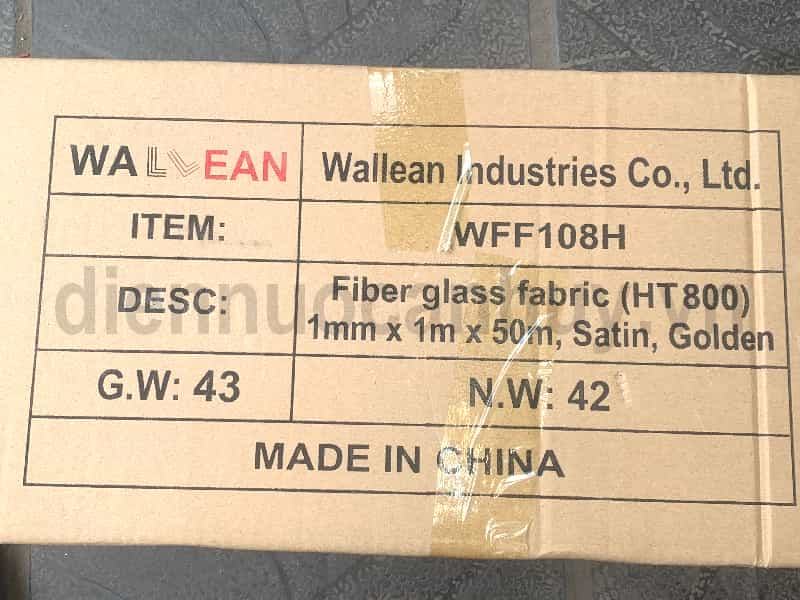 WALLEAN Wallean Industries Co., Ltd.
ITEM: WFF108H
DESC: Fiber glass fabric (HT800)
1mm x 1m x 50m, Satin, Golden
G.W: 43 N.W: 42
MADE IN CHINA